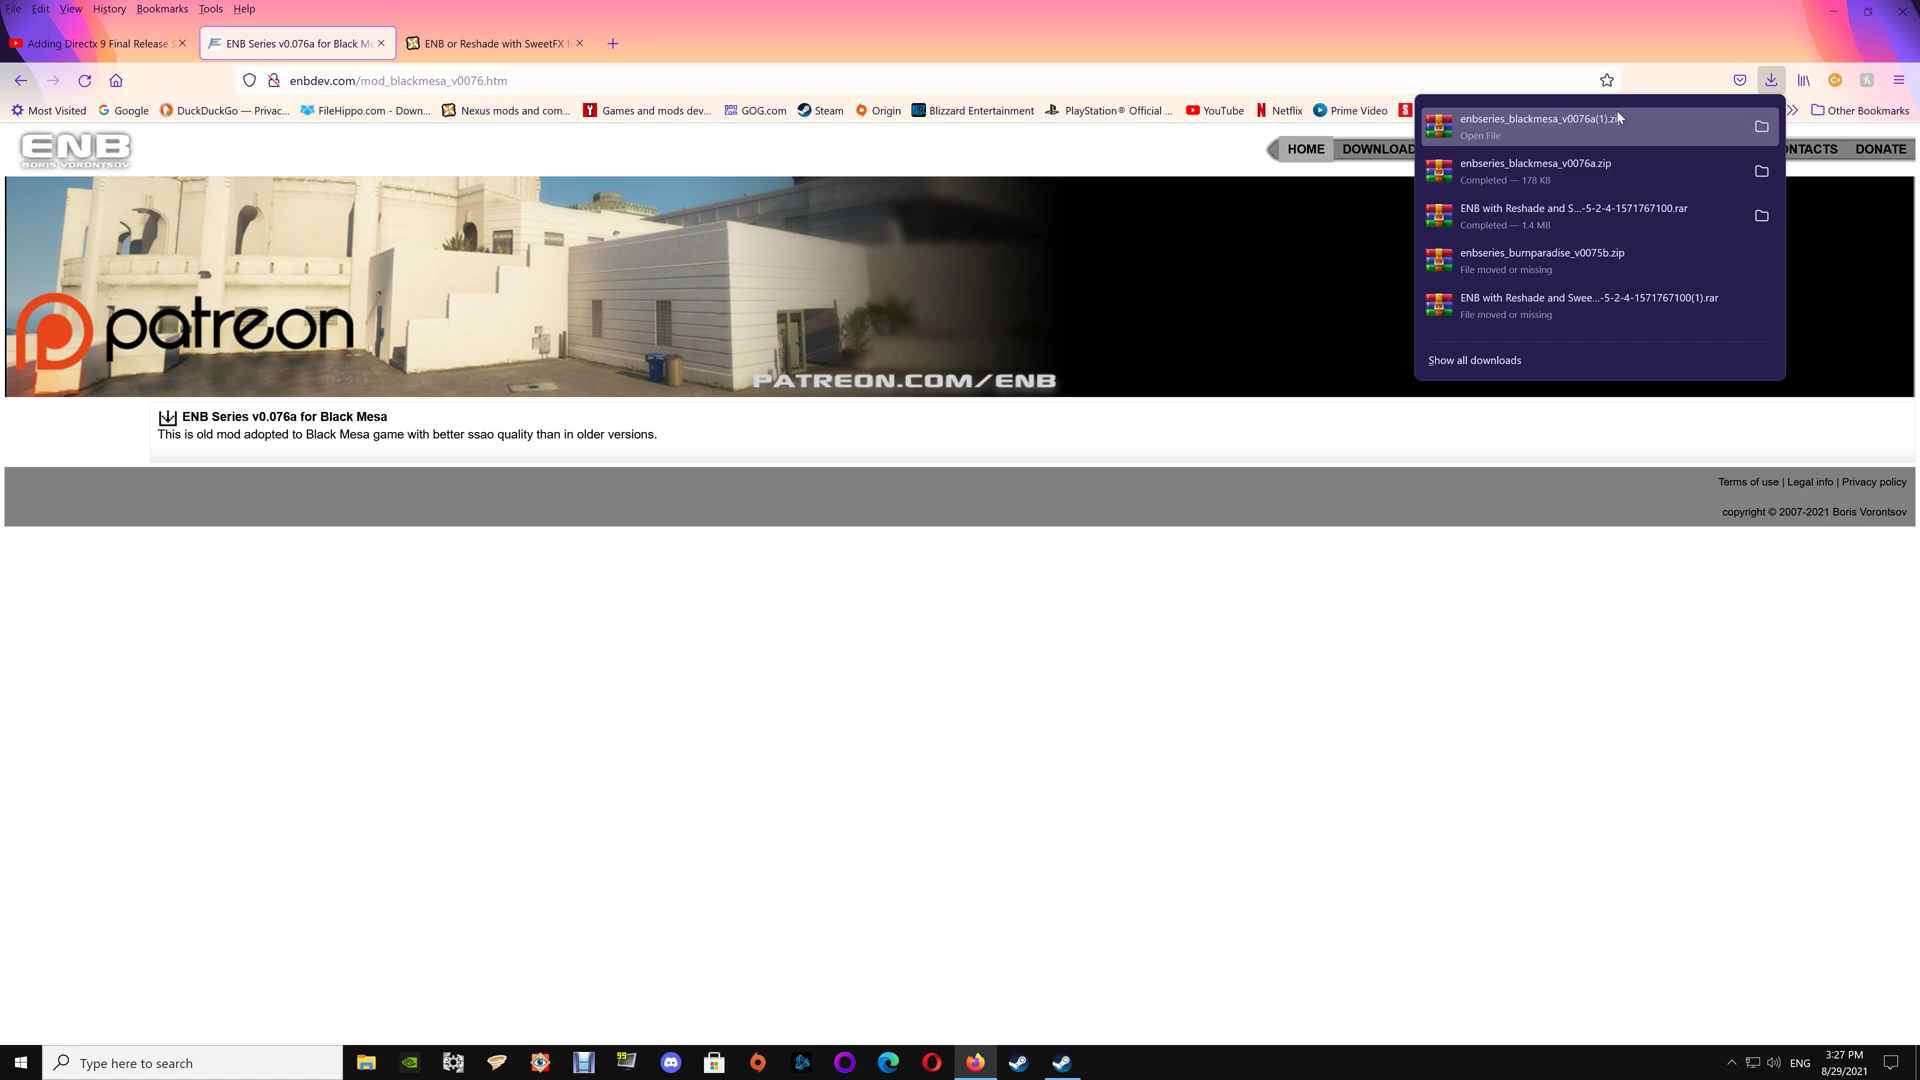 File Edit View History Bookmarks Tools Help
Adding Directx 9 Final Release S
ENB Series v0.076a for Black Me
ENB or Reshade with SweetFX fo
enbdev.com/mod_blackmesa_v0076.htm
Most Visited Google DuckDuckGo — Privac... FileHippo.com - Down... Nexus mods and com... Games and mods dev... GOG.com Steam Origin Blizzard Entertainment PlayStation® Official ... YouTube Netflix Prime Video Other Bookmarks
ENB
BORIS VORONTSOV
HOME DOWNLOAD ONTACTS DONATE
enbseries_blackmesa_v0076a(1).zip
Open File
enbseries_blackmesa_v0076a.zip
Completed — 178 KB
ENB with Reshade and S...-5-2-4-1571767100.rar
Completed — 1.4 MB
enbseries_burnparadise_v0075b.zip
File moved or missing
ENB with Reshade and Swee...-5-2-4-1571767100(1).rar
File moved or missing
Show all downloads
patreon
PATREON.COM/ENB
ENB Series v0.076a for Black Mesa
This is old mod adopted to Black Mesa game with better ssao quality than in older versions.
Terms of use | Legal info | Privacy policy
copyright © 2007-2021 Boris Vorontsov
Type here to search
99
ENG
3:27 PM
8/29/2021